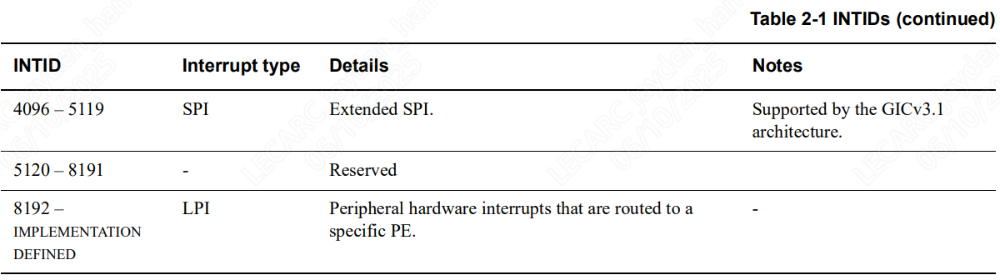 Table 2-1 INTIDs (continued)
INTID Interrupt type Details Notes
4096 – 5119 SPI Extended SPI. Supported by the GICv3.1
architecture.
5120 – 8191 - Reserved
8192 – LPI Peripheral hardware interrupts that are routed to a -
IMPLEMENTATION specific PE.
DEFINED